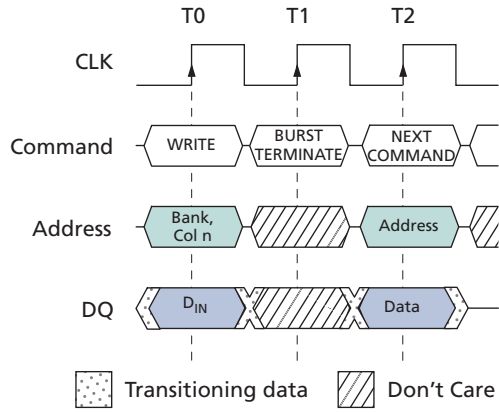 T0 T1 T2
CLK
Command WRITE BURST TERMINATE NEXT COMMAND
Address Bank, Col n Address
DQ DIN Data
Transitioning data Don't Care